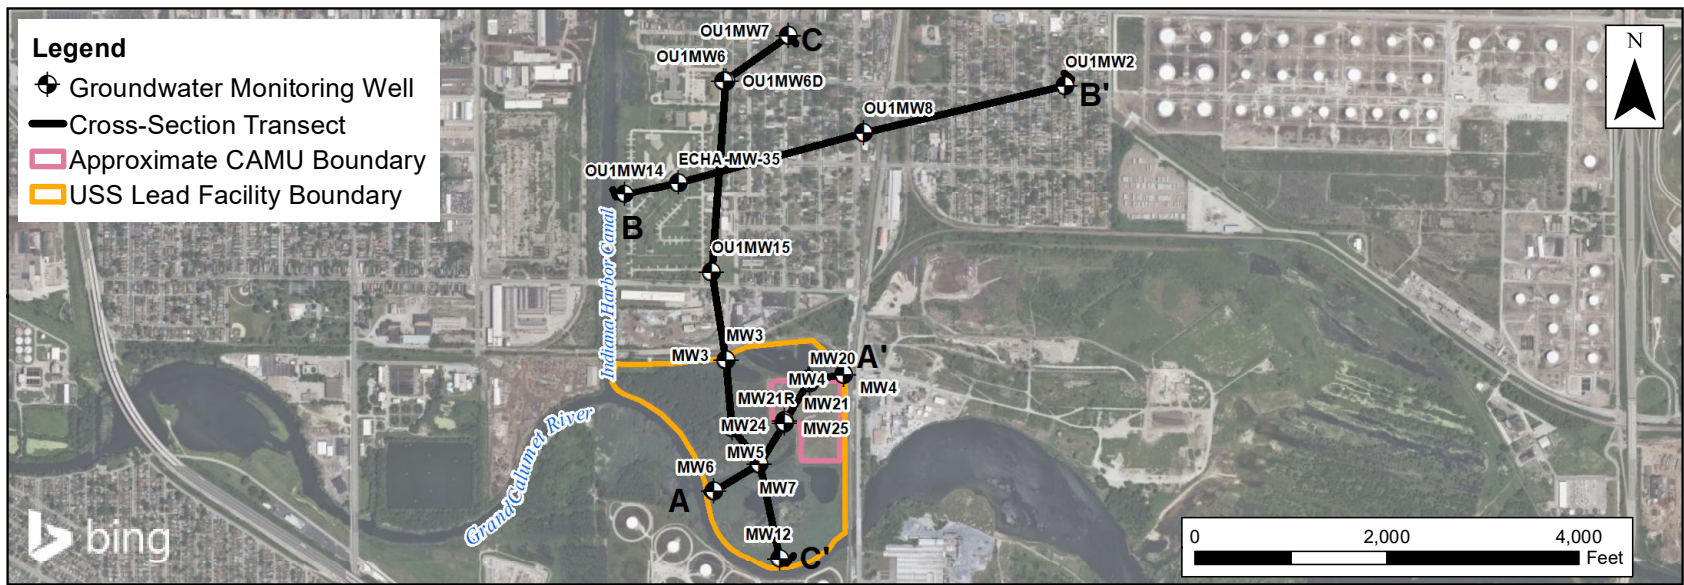 Legend
Groundwater Monitoring Well
Cross-Section Transect
Approximate CAMU Boundary
USS Lead Facility Boundary
N
OU1MW7
C
OU1MW6
OU1MW6D
OU1MW2
B'
OU1MW8
ECHA-MW-35
OU1MW14
B
Indiana Harbor Canal
OU1MW15
MW3
MW3
MW20
A'
MW4
MW4
MW21R
MW21
MW24
MW25
MW5
MW6
A
MW7
MW12
C'
Grand Calumet River
bing
0 2,000 4,000
Feet